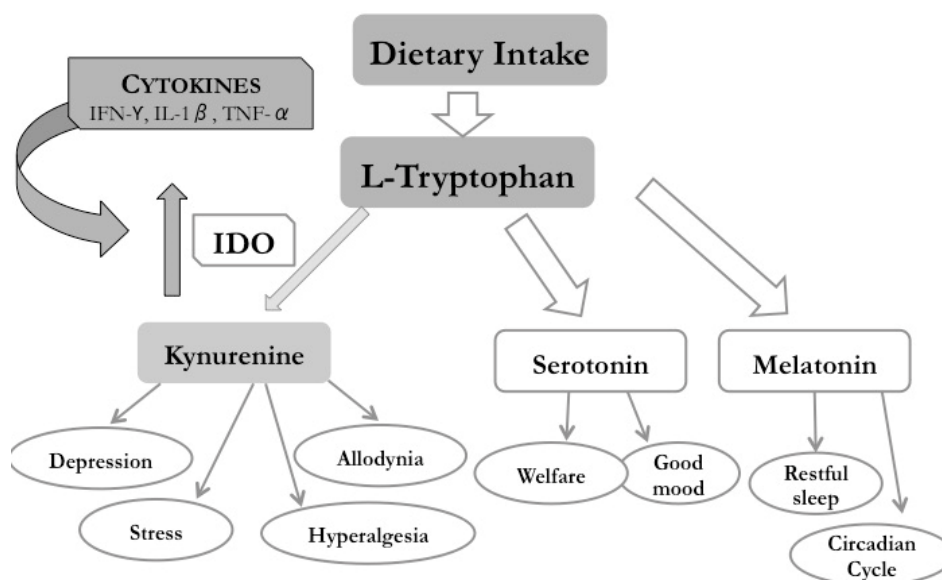 Dietary Intake
CYTOKINES
IFN-Υ, IL-1 β , TNF- α
L-Tryptophan
IDO
Kynurenine
Serotonin
Melatonin
Depression
Allodynia
Welfare
Good
mood
Restful
sleep
Stress
Hyperalgesia
Circadian
Cycle